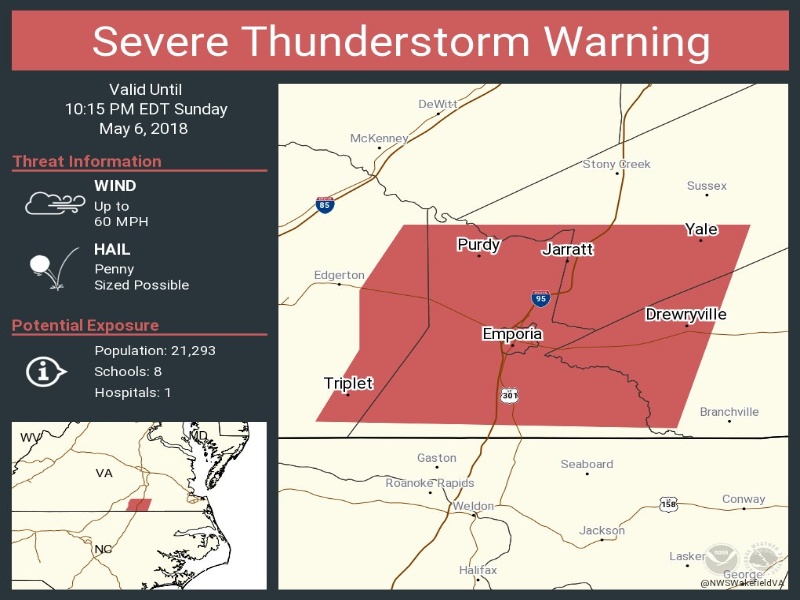 Severe Thunderstorm Warning
Valid Until
10:15 PM EDT Sunday
May 6, 2018
Threat Information
WIND
Up to
60 MPH
HAIL
Penny
Sized Possible
Potential Exposure
Population: 21,293
Schools: 8
Hospitals: 1
WV
MD
VA
NC
DeWitt
McKenney
Stony Creek
Sussex
85
Yale
Purdy
Jarratt
Edgerton
95
Drewryville
Emporia
Triplet
301
Branchville
Gaston
Seaboard
Roanoke Rapids
Weldon
158
Conway
Jackson
Lasker
Halifax
George
@NWSWakefieldVA